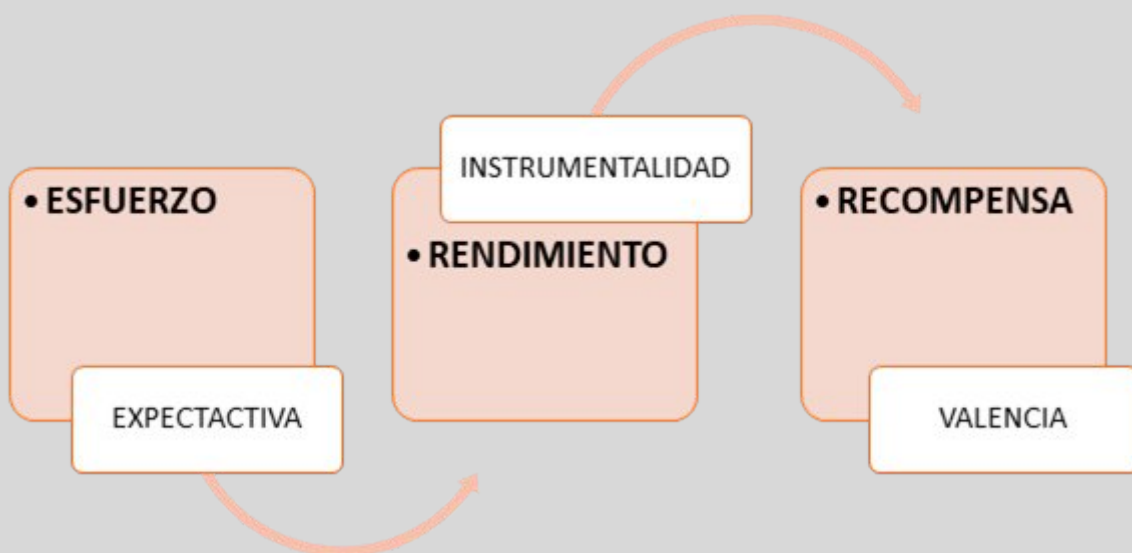 • ESFUERZO
EXPECTACTIVA
INSTRUMENTALIDAD
• RENDIMIENTO
• RECOMPENSA
VALENCIA